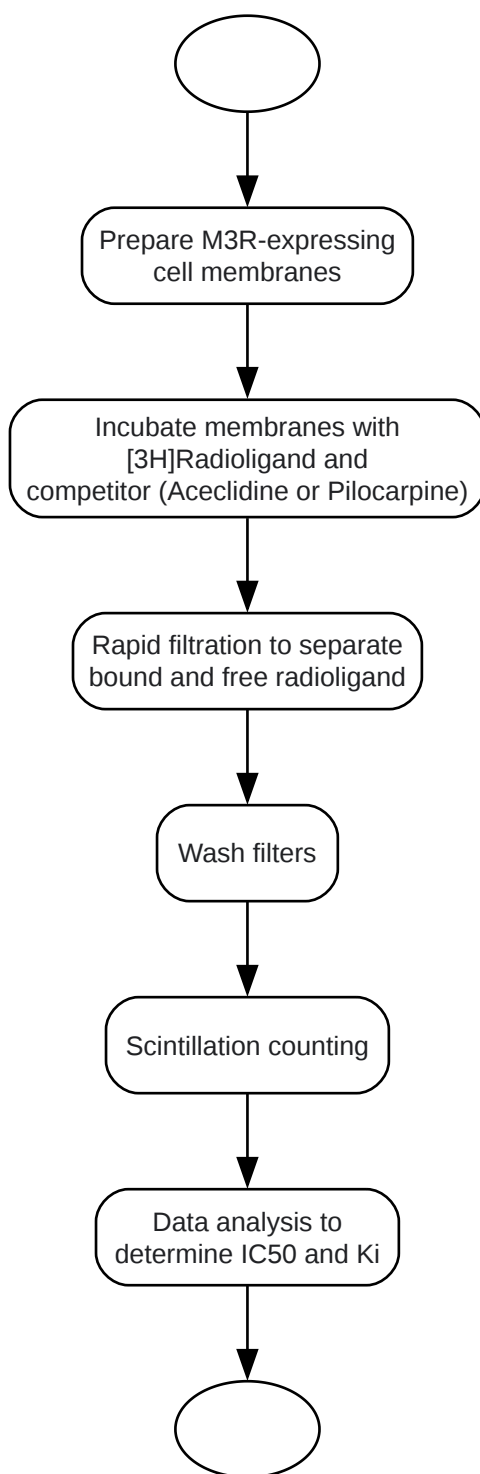 Prepare M3R-expressing
cell membranes
Incubate membranes with
[3H]Radioligand and
competitor (Aceclidine or Pilocarpine)
Rapid filtration to separate
bound and free radioligand
Wash filters
Scintillation counting
Data analysis to
determine IC50 and Ki